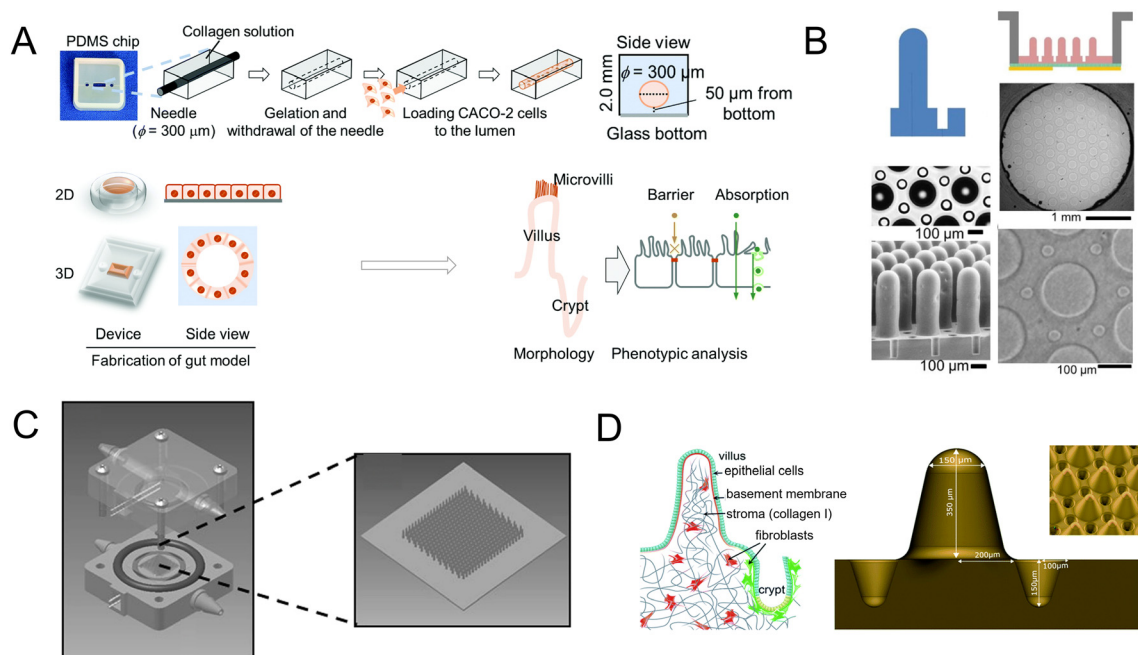 A
PDMS chip
Collagen solution
Needle
(ϕ = 300 μm)
Gelation and
withdrawal of the needle
Loading CACO-2 cells
to the lumen
Side view
ϕ = 300 μm
2.0 mm
50 μm from
bottom
Glass bottom
2D
3D
Device
Side view
Fabrication of gut model
Microvilli
Villus
Crypt
Morphology
Barrier
Absorption
Phenotypic analysis
B
100 μm
100 μm
1 mm
100 μm
C
D
villus
epithelial cells
basement membrane
stroma (collagen I)
fibroblasts
crypt
150 μm
350 μm
200μm
100μm
150μm